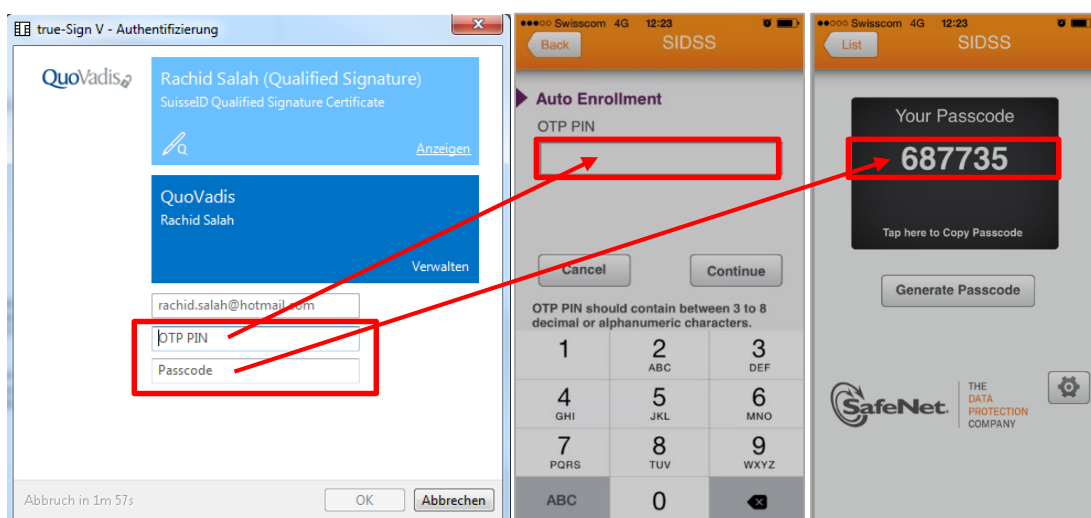 true-Sign V - Authentifizierung
QuoVadis
Rachid Salah (Qualified Signature)
SuisseID Qualified Signature Certificate
Anzeigen
QuoVadis
Rachid Salah
Verwalten
rachid.salah@hotmail.com
OTP PIN
Passcode
Abbruch in 1m 57s
OK
Abbrechen
Swisscom 4G 12:23
Back
SIDSS
Auto Enrollment
OTP PIN
Cancel
Continue
OTP PIN should contain between 3 to 8
decimal or alphanumeric characters.
1 2 3
ABC DEF
4 5 6
GHI JKL MNO
7 8 9
PQRS TUV WXYZ
ABC 0
Swisscom 4G 12:23
List
SIDSS
Your Passcode
687735
Tap here to Copy Passcode
Generate Passcode
SafeNet.
THE
DATA
PROTECTION
COMPANY